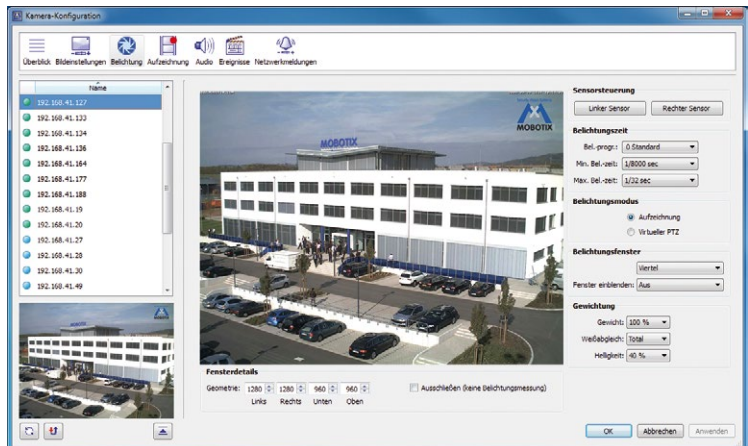 Kamera-Konfiguration
Überblick Bildeinstellungen Belichtung Aufzeichnung Audio Ereignisse Netzwerkmeldungen
Name
192.168.41.127
192.168.41.133
192.168.41.134
192.168.41.136
192.168.41.164
192.168.41.177
192.168.41.188
192.168.41.19
192.168.41.20
192.168.41.27
192.168.41.28
192.168.41.30
192.168.41.49
MOBOTIX
MOBOTIX
Fensterdetails
Geometrie: 1280 1280 960 960
Links Rechts Unten Oben
Ausschließen (keine Belichtungsmessung)
Sensorsteuerung
Linker Sensor Rechter Sensor
Belichtungszeit
Bel.-progr.: 0 Standard
Min. Bel.-zeit: 1/8000 sec
Max. Bel.-zeit: 1/32 sec
Belichtungsmodus
Aufzeichnung
Virtueller PTZ
Belichtungsfenster
Viertel
Fenster einblenden: Aus
Gewichtung
Gewicht: 100 %
Weißabgleich: Total
Helligkeit: 40 %
OK Abbrechen Anwenden